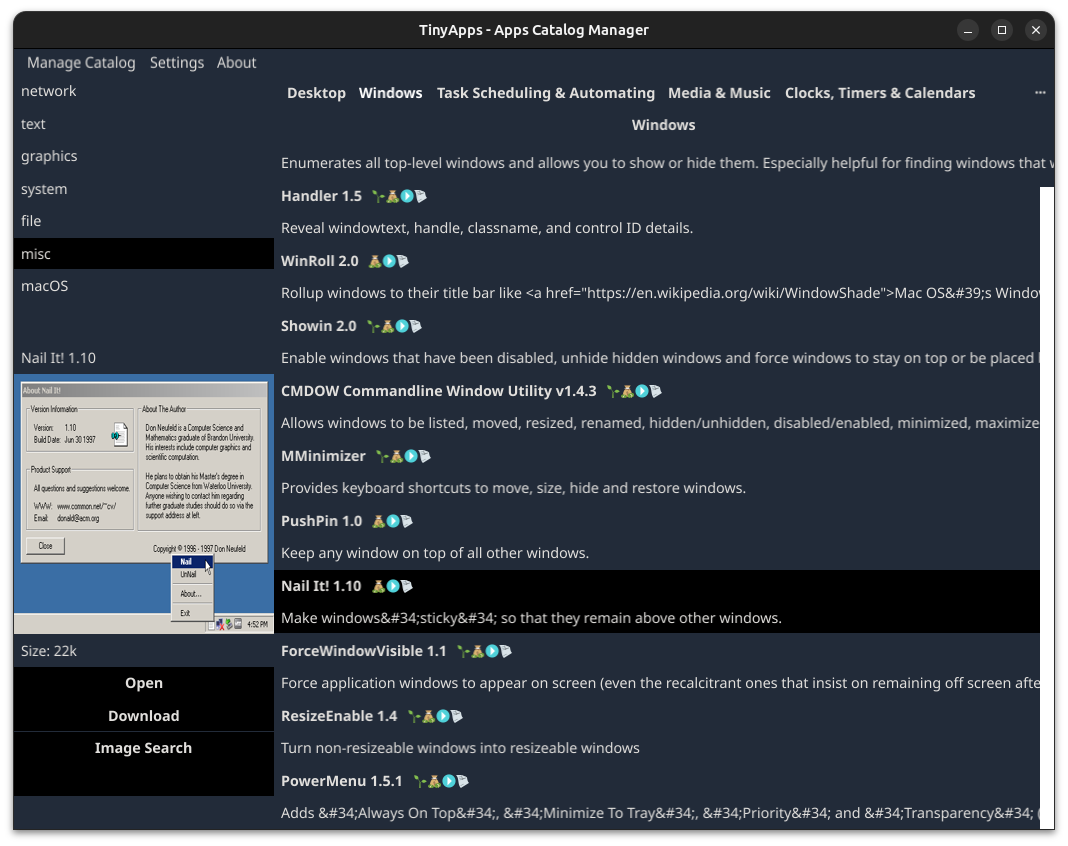 TinyApps - Apps Catalog Manager
Manage Catalog Settings About
network
text
graphics
system
file
misc
macOS
Nail It! 1.10
About Nail It!
Version Information
Version: 1.10
Build Date: Jun 30 1997
Product Support
All questions and suggestions welcome.
WWW: www.common.net/~cv/
Email: donald@acm.org
Close
About The Author
Don Neufeld is a Computer Science and
Mathematics graduate of Brandon University.
His interests include computer graphics and
scientific computation.
He plans to obtain his Master's degree in
Computer Science from Waterloo University.
Anyone wishing to contact him regarding
further graduate studies should do so via the
support address at left.
Copyright © 1996 - 1997 Don Neufeld
Nail
UnNail
About...
Exit
4:52 PM
Size: 22k
Open
Download
Image Search
Desktop Windows Task Scheduling & Automating Media & Music Clocks, Timers & Calendars ...
Windows
Enumerates all top-level windows and allows you to show or hide them. Especially helpful for finding windows that
Handler 1.5
Reveal windowtext, handle, classname, and control ID details.
WinRoll 2.0
Rollup windows to their title bar like <a href="https://en.wikipedia.org/wiki/WindowShade">Mac OS&#39;s Windo
Showin 2.0
Enable windows that have been disabled, unhide hidden windows and force windows to stay on top or be placed
CMDOW Commandline Window Utility v1.4.3
Allows windows to be listed, moved, resized, renamed, hidden/unhidden, disabled/enabled, minimized, maximize
MMinimizer
Provides keyboard shortcuts to move, size, hide and restore windows.
PushPin 1.0
Keep any window on top of all other windows.
Nail It! 1.10
Make windows&#34;sticky&#34; so that they remain above other windows.
ForceWindowVisible 1.1
Force application windows to appear on screen (even the recalcitrant ones that insist on remaining off screen afte
ResizeEnable 1.4
Turn non-resizeable windows into resizeable windows
PowerMenu 1.5.1
Adds &#34;Always On Top&#34;, &#34;Minimize To Tray&#34;, &#34;Priority&#34; and &#34;Transparency&#34; (